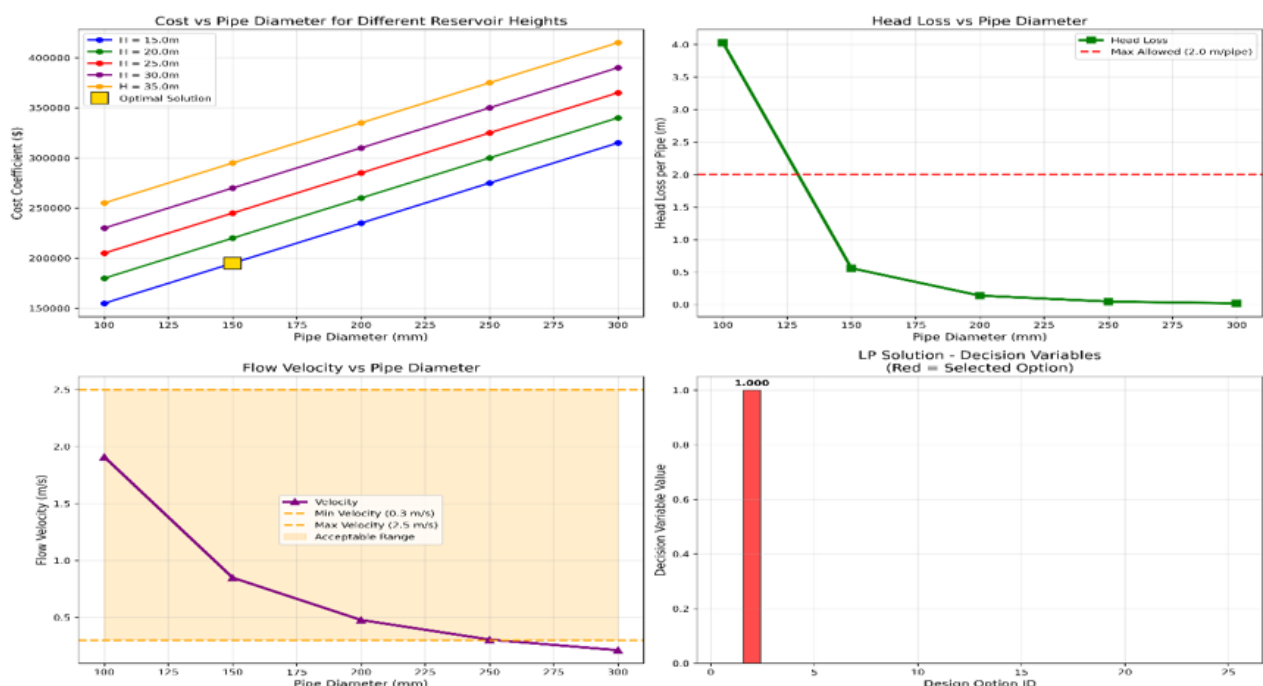 Cost vs Pipe Diameter for Different Reservoir Heights
Cost Coefficient ($)
400000
350000
300000
250000
200000
150000
H = 15.0m
H = 20.0m
H = 25.0m
H = 30.0m
H = 35.0m
Optimal Solution
100 125 150 175 200 225 250 275 300
Pipe Diameter (mm)
Head Loss vs Pipe Diameter
Head Loss per Pipe (m)
4.0
3.5
3.0
2.5
2.0
1.5
1.0
0.5
0.0
Head Loss
Max Allowed (2.0 m/pipe)
100 125 150 175 200 225 250 275 300
Pipe Diameter (mm)
Flow Velocity vs Pipe Diameter
Flow Velocity (m/s)
2.5
2.0
1.5
1.0
0.5
Velocity
Min Velocity (0.3 m/s)
Max Velocity (2.5 m/s)
Acceptable Range
100 125 150 175 200 225 250 275 300
Pipe Diameter (mm)
LP Solution - Decision Variables
(Red = Selected Option)
Decision Variable Value
1.000
1.0
0.8
0.6
0.4
0.2
0.0
0 5 10 15 20 25
Design Option ID